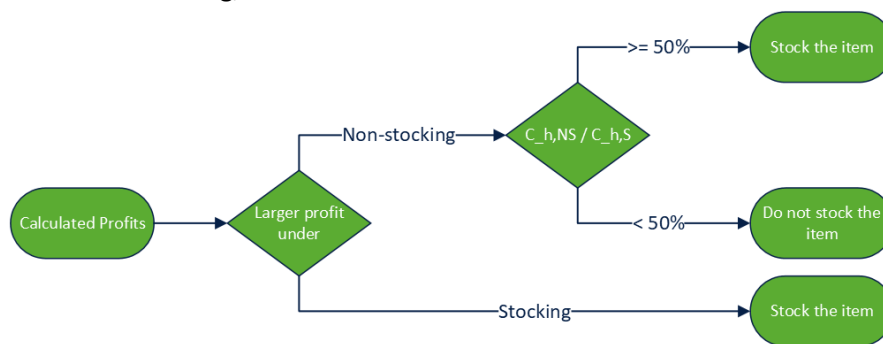 >= 50%
Stock the item
Non-stocking
C_h,NS / C_h,S
Calculated Profits
Larger profit
under
< 50%
Do not stock the
item
Stocking
Stock the item